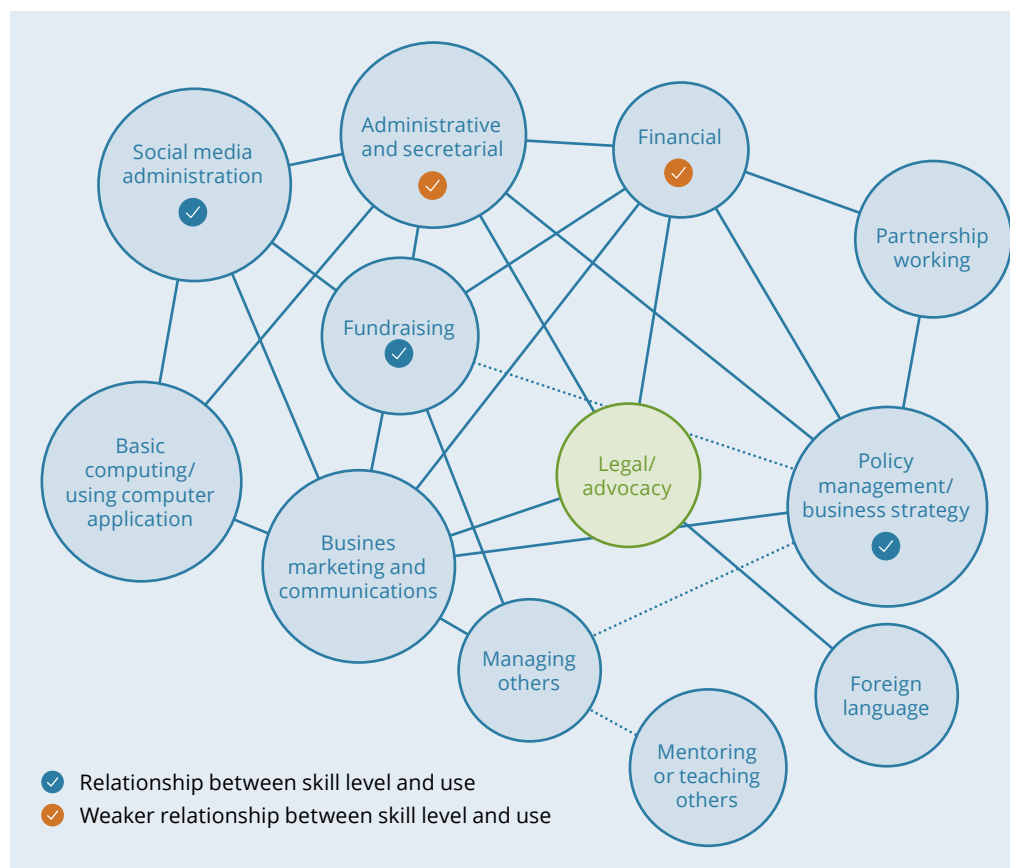 Social media
administration
Administrative
and secretarial
Financial
Partnership
working
Fundraising
Basic
computing/
using computer
application
Legal/
advocacy
Policy
management/
business strategy
Busines
marketing and
communications
Managing
others
Foreign
language
Mentoring
or teaching
others
Relationship between skill level and use
Weaker relationship between skill level and use